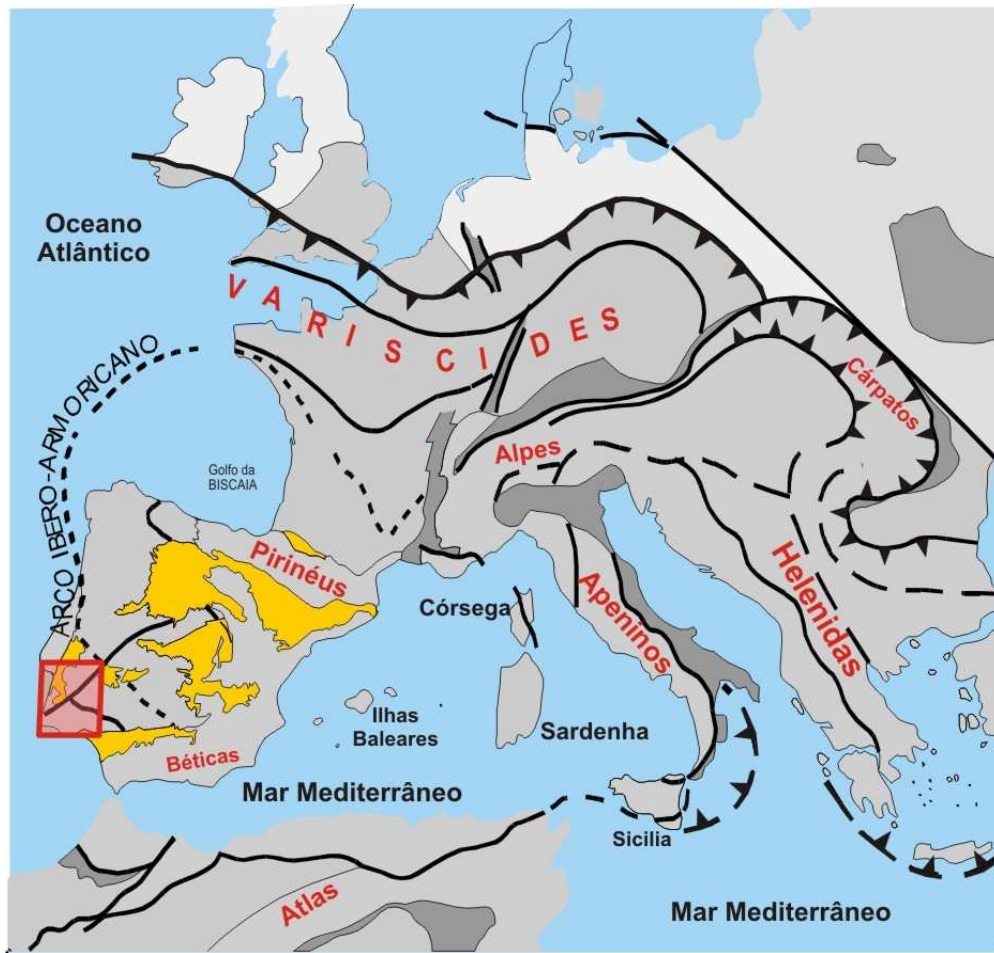 Oceano
Atlântico
VARISCIDES
ARCO IBERO-ARMORICANO
Cárpatos
Alpes
Golfo da
BISCAIA
Pirinéus
Helenidas
Apeninos
Córsega
Ilhas
Baleares
Sardenha
Béticas
Mar Mediterrâneo
Sicilia
Atlas
Mar Mediterrâneo